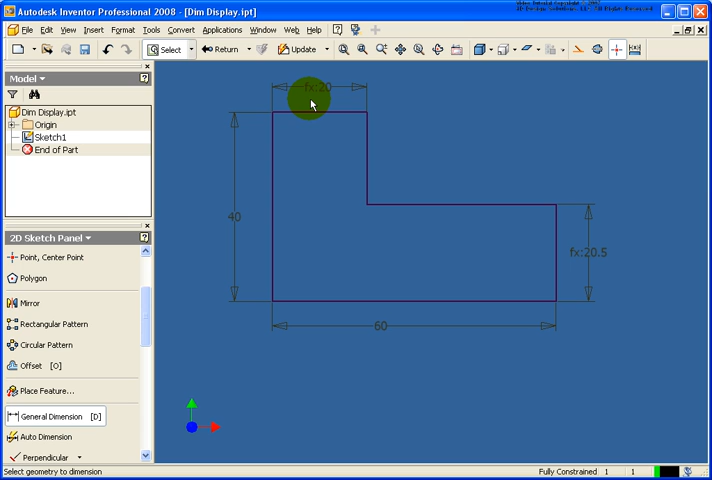 Autodesk Inventor Professional 2008 - [Dim Display.ipt]
File Edit View Insert Format Tools Convert Applications Window Web Help
Select Return Update
Model
Dim Display.ipt
Origin
Sketch1
End of Part
2D Sketch Panel
Point, Center Point
Polygon
Mirror
Rectangular Pattern
Circular Pattern
Offset [O]
Place Feature...
General Dimension [D]
Auto Dimension
Perpendicular
fx:20
40
fx:20.5
60
Select geometry to dimension Fully Constrained 1 1